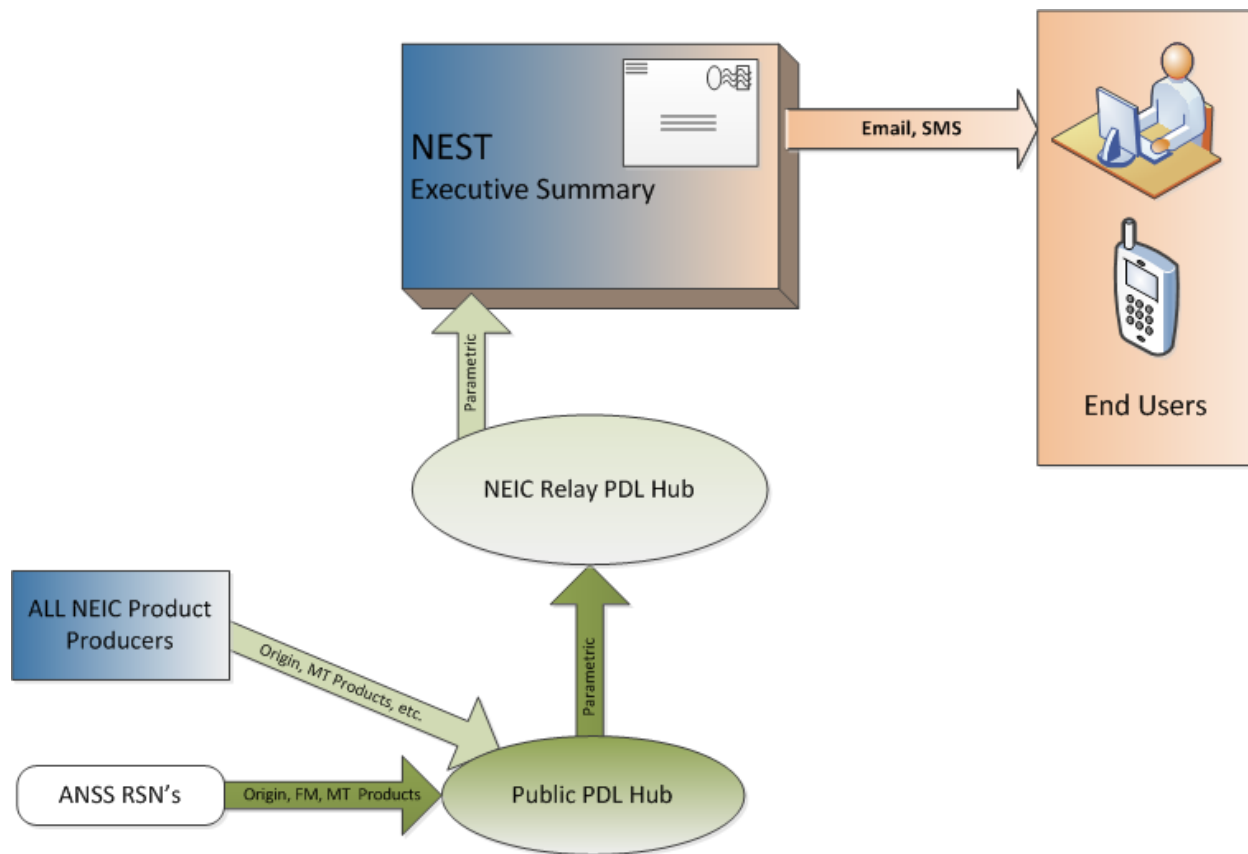 NEST
Executive Summary
Email, SMS
End Users
Parametric
NEIC Relay PDL Hub
Parametric
ALL NEIC Product
Producers
Origin, MT Products, etc.
ANSS RSN's
Origin, FM, MT Products
Public PDL Hub